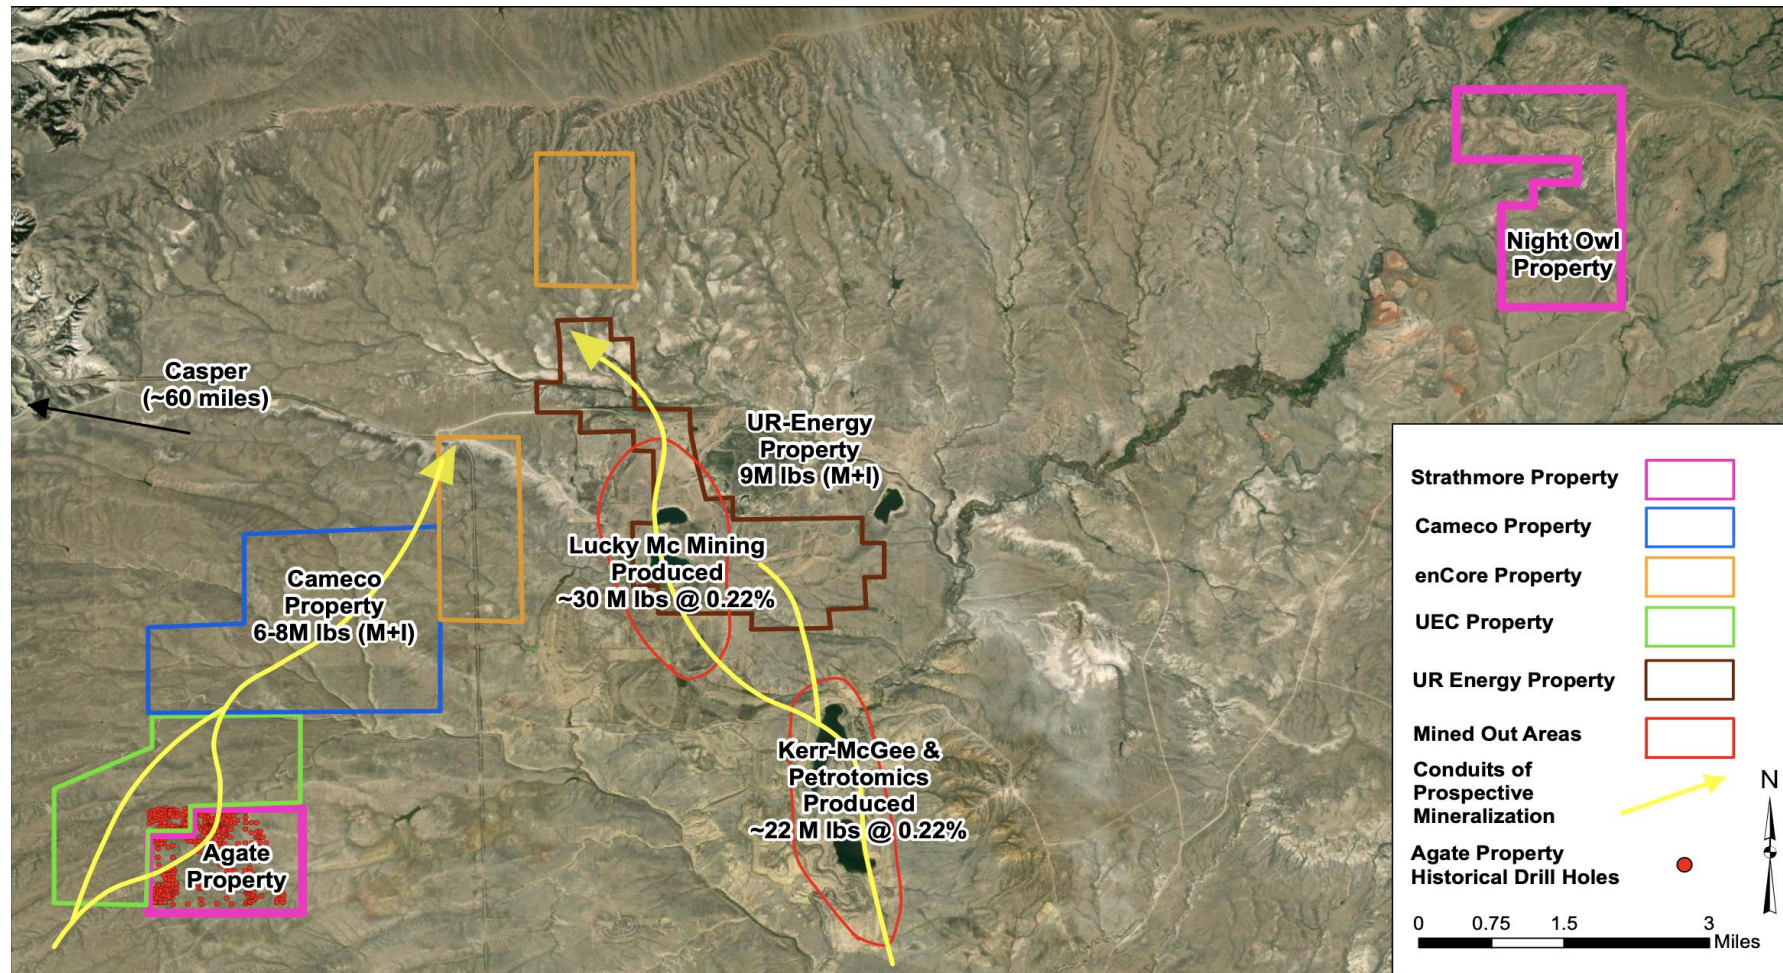 Night Owl
Property
Casper
(~60 miles)
UR-Energy
Property
9M lbs (M+I)
Lucky Mc Mining
Produced
~30 M lbs @ 0.22%
Cameco
Property
6-8M lbs (M+I)
Kerr-McGee &
Petrotomics
Produced
~22 M lbs @ 0.22%
Agate
Property
Strathmore Property
Cameco Property
enCore Property
UEC Property
UR Energy Property
Mined Out Areas
Conduits of
Prospective
Mineralization
Agate Property
Historical Drill Holes
N
0 0.75 1.5 3
Miles